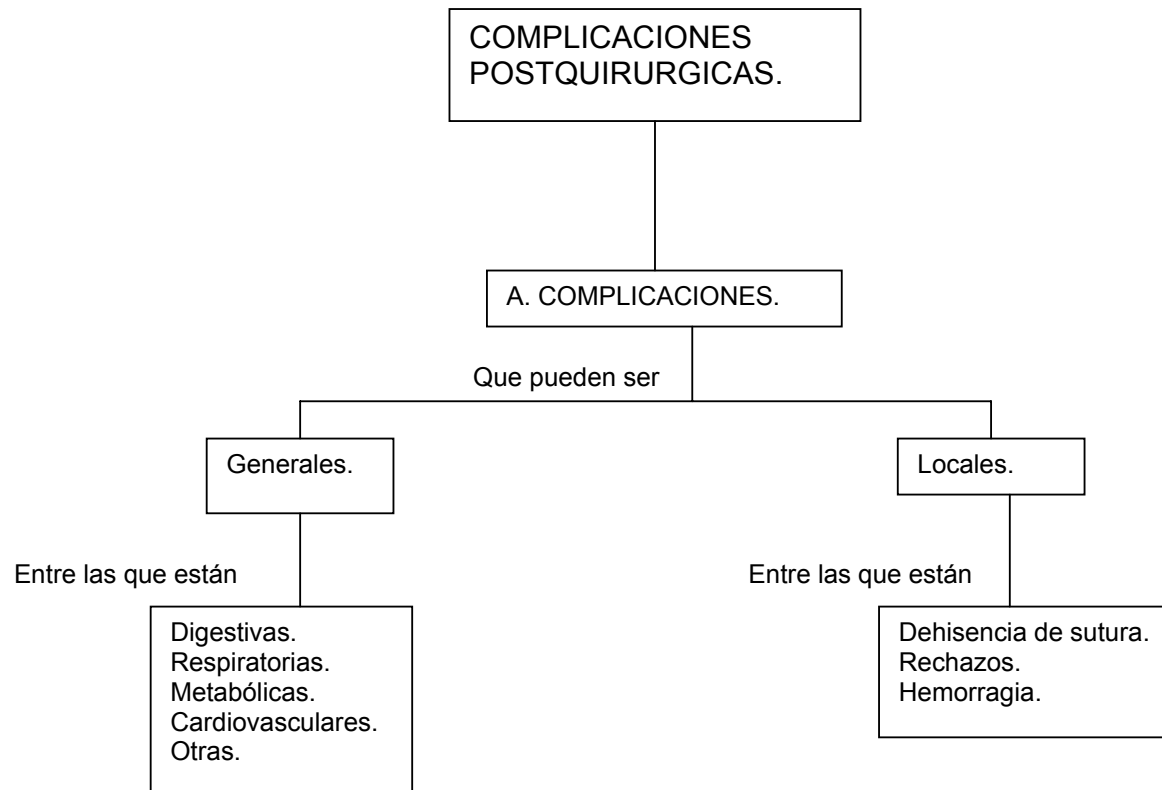 COMPLICACIONES
POSTQUIRURGICAS.
A. COMPLICACIONES.
Que pueden ser
Generales.
Locales.
Entre las que están
Entre las que están
Digestivas.
Respiratorias.
Metabólicas.
Cardiovasculares.
Otras.
Dehisencia de sutura.
Rechazos.
Hemorragia.